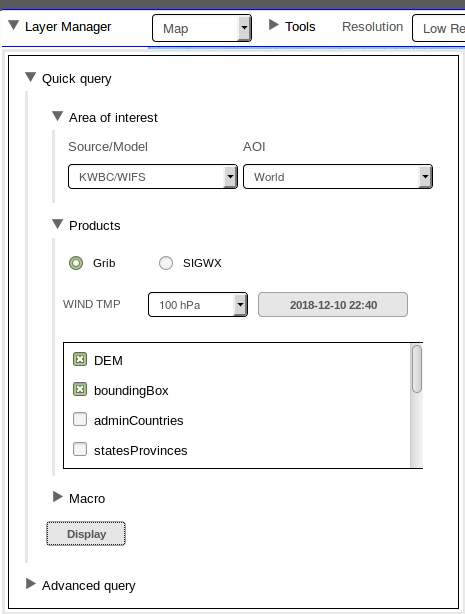 Layer Manager Map Tools Resolution Low Re
Quick query
Area of interest
Source/Model AOI
KWBC/WIFS World
Products
Grib SIGWX
WIND TMP 100 hPa 2018-12-10 22:40
DEM
boundingBox
adminCountries
statesProvinces
Macro
Display
Advanced query